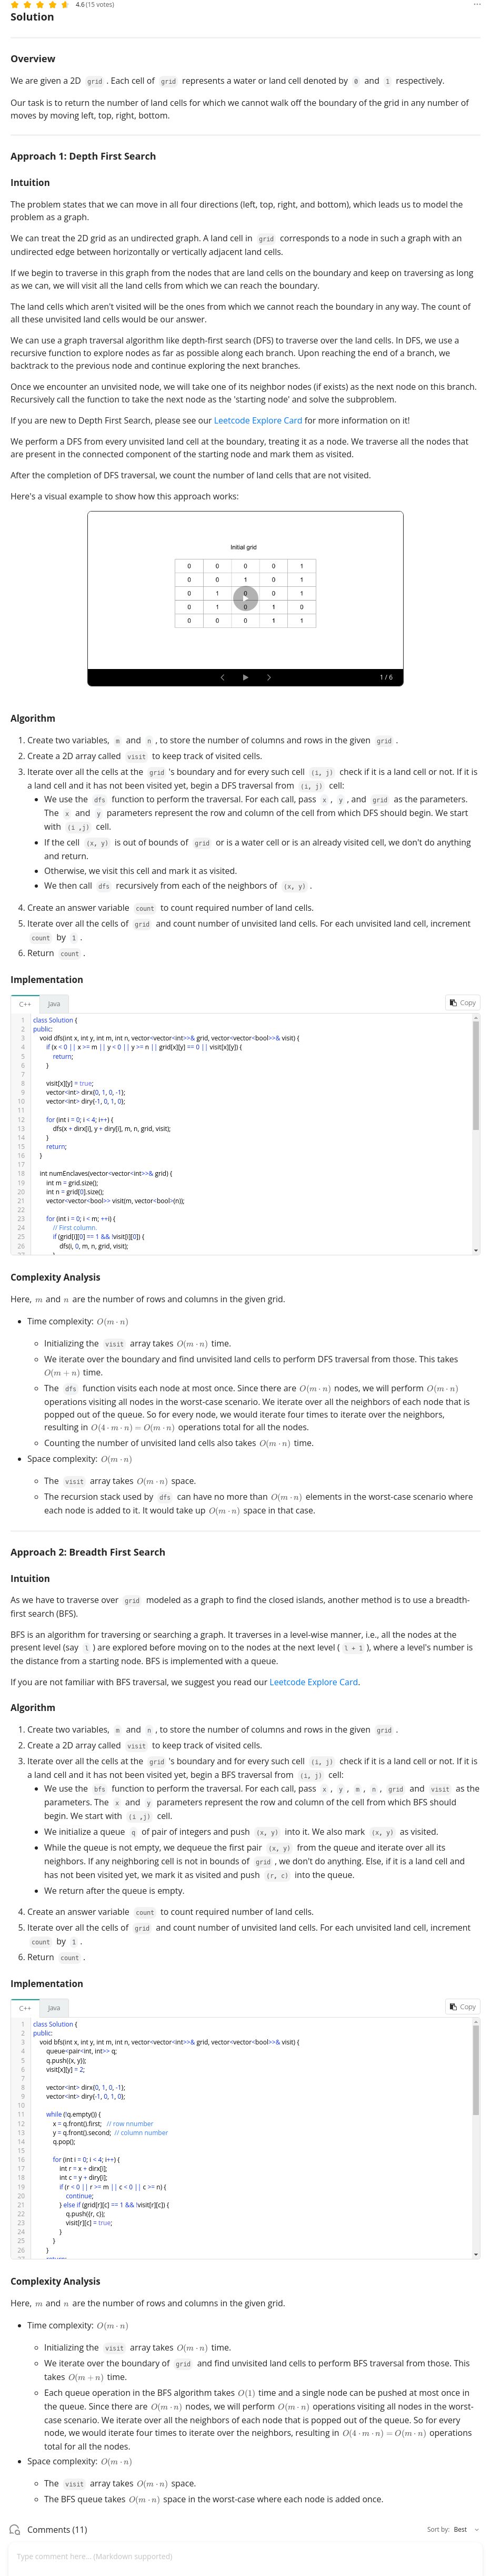 4.6 (15 votes)
Solution
Overview
We are given a 2D grid . Each cell of grid represents a water or land cell denoted by 0 and 1 respectively.
Our task is to return the number of land cells for which we cannot walk off the boundary of the grid in any number of
moves by moving left, top, right, bottom.
Approach 1: Depth First Search
Intuition
The problem states that we can move in all four directions (left, top, right, and bottom), which leads us to model the
problem as a graph.
We can treat the 2D grid as an undirected graph. A land cell in grid corresponds to a node in such a graph with an
undirected edge between horizontally or vertically adjacent land cells.
If we begin to traverse in this graph from the nodes that are land cells on the boundary and keep on traversing as long
as we can, we will visit all the land cells from which we can reach the boundary.
The land cells which aren't visited will be the ones from which we cannot reach the boundary in any way. The count of
all these unvisited land cells would be our answer.
We can use a graph traversal algorithm like depth-first search (DFS) to traverse over the land cells. In DFS, we use a
recursive function to explore nodes as far as possible along each branch. Upon reaching the end of a branch, we
backtrack to the previous node and continue exploring the next branches.
Once we encounter an unvisited node, we will take one of its neighbor nodes (if exists) as the next node on this branch.
Recursively call the function to take the next node as the 'starting node' and solve the subproblem.
If you are new to Depth First Search, please see our Leetcode Explore Card for more information on it!
We perform a DFS from every unvisited land cell at the boundary, treating it as a node. We traverse all the nodes that
are present in the connected component of the starting node and mark them as visited.
After the completion of DFS traversal, we count the number of land cells that are not visited.
Here's a visual example to show how this approach works:
Initial grid
0 0 0 0 1
0 0 1 0 1
0 1 0 0 1
0 1 0 1 0
0 0 0 1 1
1 / 6
Algorithm
1. Create two variables, m and n , to store the number of columns and rows in the given grid .
2. Create a 2D array called visit to keep track of visited cells.
3. Iterate over all the cells at the grid 's boundary and for every such cell (i, j) check if it is a land cell or not. If it is
a land cell and it has not been visited yet, begin a DFS traversal from (i, j) cell:
• We use the dfs function to perform the traversal. For each call, pass x , y , and grid as the parameters.
The x and y parameters represent the row and column of the cell from which DFS should begin. We start
with (i ,j) cell.
• If the cell (x, y) is out of bounds of grid or is a water cell or is an already visited cell, we don't do anything
and return.
• Otherwise, we visit this cell and mark it as visited.
• We then call dfs recursively from each of the neighbors of (x, y) .
4. Create an answer variable count to count required number of land cells.
5. Iterate over all the cells of grid and count number of unvisited land cells. For each unvisited land cell, increment
count by 1 .
6. Return count .
Implementation
C++ Java Copy
1 class Solution {
2 public:
3 void dfs(int x, int y, int m, int n, vector<vector<int>>& grid, vector<vector<bool>>& visit) {
4 if (x < 0 || x >= m || y < 0 || y >= n || grid[x][y] == 0 || visit[x][y]) {
5 return;
6 }
7
8 visit[x][y] = true;
9 vector<int> dirx{0, 1, 0, -1};
10 vector<int> diry{-1, 0, 1, 0};
11
12 for (int i = 0; i < 4; i++) {
13 dfs(x + dirx[i], y + diry[i], m, n, grid, visit);
14 }
15 return;
16 }
17
18 int numEnclaves(vector<vector<int>>& grid) {
19 int m = grid.size();
20 int n = grid[0].size();
21 vector<vector<bool>> visit(m, vector<bool>(n));
22
23 for (int i = 0; i < m; ++i) {
24 // First column.
25 if (grid[i][0] == 1 && !visit[i][0]) {
26 dfs(i, 0, m, n, grid, visit);
Complexity Analysis
Here, m and n are the number of rows and columns in the given grid.
• Time complexity: O(m · n)
◦ Initializing the visit array takes O(m · n) time.
◦ We iterate over the boundary and find unvisited land cells to perform DFS traversal from those. This takes
O(m + n) time.
◦ The dfs function visits each node at most once. Since there are O(m · n) nodes, we will perform O(m · n)
operations visiting all nodes in the worst-case scenario. We iterate over all the neighbors of each node that is
popped out of the queue. So for every node, we would iterate four times to iterate over the neighbors,
resulting in O(4 · m · n) = O(m · n) operations total for all the nodes.
◦ Counting the number of unvisited land cells also takes O(m · n) time.
• Space complexity: O(m · n)
◦ The visit array takes O(m · n) space.
◦ The recursion stack used by dfs can have no more than O(m · n) elements in the worst-case scenario where
each node is added to it. It would take up O(m · n) space in that case.
Approach 2: Breadth First Search
Intuition
As we have to traverse over grid modeled as a graph to find the closed islands, another method is to use a breadth-
first search (BFS).
BFS is an algorithm for traversing or searching a graph. It traverses in a level-wise manner, i.e., all the nodes at the
present level (say l ) are explored before moving on to the nodes at the next level ( l + 1 ), where a level's number is
the distance from a starting node. BFS is implemented with a queue.
If you are not familiar with BFS traversal, we suggest you read our Leetcode Explore Card.
Algorithm
1. Create two variables, m and n , to store the number of columns and rows in the given grid .
2. Create a 2D array called visit to keep track of visited cells.
3. Iterate over all the cells at the grid 's boundary and for every such cell (i, j) check if it is a land cell or not. If it is
a land cell and it has not been visited yet, begin a BFS traversal from (i, j) cell:
• We use the bfs function to perform the traversal. For each call, pass x , y , m , n , grid and visit as the
parameters. The x and y parameters represent the row and column of the cell from which BFS should
begin. We start with (i ,j) cell.
• We initialize a queue q of pair of integers and push (x, y) into it. We also mark (x, y) as visited.
• While the queue is not empty, we dequeue the first pair (x, y) from the queue and iterate over all its
neighbors. If any neighboring cell is not in bounds of grid , we don't do anything. Else, if it is a land cell and
has not been visited yet, we mark it as visited and push (r, c) into the queue.
• We return after the queue is empty.
4. Create an answer variable count to count required number of land cells.
5. Iterate over all the cells of grid and count number of unvisited land cells. For each unvisited land cell, increment
count by 1 .
6. Return count .
Implementation
C++ Java Copy
1 class Solution {
2 public:
3 void bfs(int x, int y, int m, int n, vector<vector<int>>& grid, vector<vector<bool>>& visit) {
4 queue<pair<int, int>> q;
5 q.push({x, y});
6 visit[x][y] = 2;
7
8 vector<int> dirx{0, 1, 0, -1};
9 vector<int> diry{-1, 0, 1, 0};
10
11 while (!q.empty()) {
12 x = q.front().first; // row nnumber
13 y = q.front().second; // column number
14 q.pop();
15
16 for (int i = 0; i < 4; i++) {
17 int r = x + dirx[i];
18 int c = y + diry[i];
19 if (r < 0 || r >= m || c < 0 || c >= n) {
20 continue;
21 } else if (grid[r][c] == 1 && !visit[r][c]) {
22 q.push({r, c});
23 visit[r][c] = true;
24 }
25 }
26 }
Complexity Analysis
Here, m and n are the number of rows and columns in the given grid.
• Time complexity: O(m · n)
◦ Initializing the visit array takes O(m · n) time.
◦ We iterate over the boundary of grid and find unvisited land cells to perform BFS traversal from those. This
takes O(m + n) time.
◦ Each queue operation in the BFS algorithm takes O(1) time and a single node can be pushed at most once in
the queue. Since there are O(m · n) nodes, we will perform O(m · n) operations visiting all nodes in the worst-
case scenario. We iterate over all the neighbors of each node that is popped out of the queue. So for every
node, we would iterate four times to iterate over the neighbors, resulting in O(4 · m · n) = O(m · n) operations
total for all the nodes.
• Space complexity: O(m · n)
◦ The visit array takes O(m · n) space.
◦ The BFS queue takes O(m · n) space in the worst-case where each node is added once.
Comments (11) Sort by: Best
Type comment here... (Markdown supported)